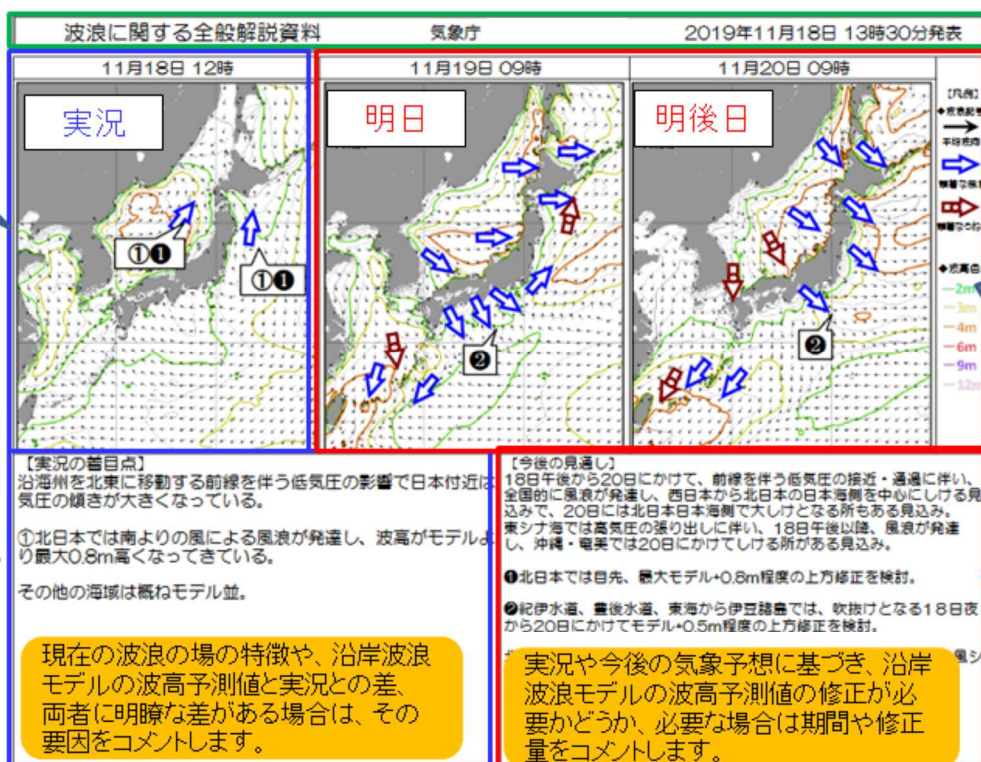 波浪に関する全般解説資料 気象庁 2019年11月18日 13時30分発表
11月18日 12時
11月19日 09時
11月20日 09時
実況
明日
明後日
①❶
①❶
❷
❷
【凡例】
平均波向
◆波高色
2m
3m
4m
6m
9m
12m
【実況の着目点】
沿海州を北東に移動する前線を伴う低気圧の影響で日本付近は
気圧の傾きが大きくなっている。
①北日本では南よりの風による風浪が発達し、波高がモデルよ
り最大0.8m高くなってきている。
その他の海域は概ねモデル並。
現在の波浪の場の特徴や、沿岸波浪
モデルの波高予測値と実況との差、
両者に明瞭な差がある場合は、その
要因をコメントします。
【今後の見通し】
18日午後から20日にかけて、前線を伴う低気圧の接近・通過に伴い、
全国的に風浪が発達し、西日本から北日本の日本海側を中心にしける見
込みで、20日には北日本日本海側で大しけとなる所もある見込み。
東シナ海では高気圧の張り出しに伴い、18日午後以降、風浪が発達
し、沖縄・奄美では20日にかけてしける所がある見込み。
❶北日本では目先、最大モデル+0.8m程度の上方修正を検討。
❷紀伊水道、豊後水道、東海から伊豆諸島では、吹抜けとなる18日夜
から20日にかけてモデル+0.5m程度の上方修正を検討。
実況や今後の気象予想に基づき、沿岸
波浪モデルの波高予測値の修正が必
要かどうか、必要な場合は期間や修正
量をコメントします。